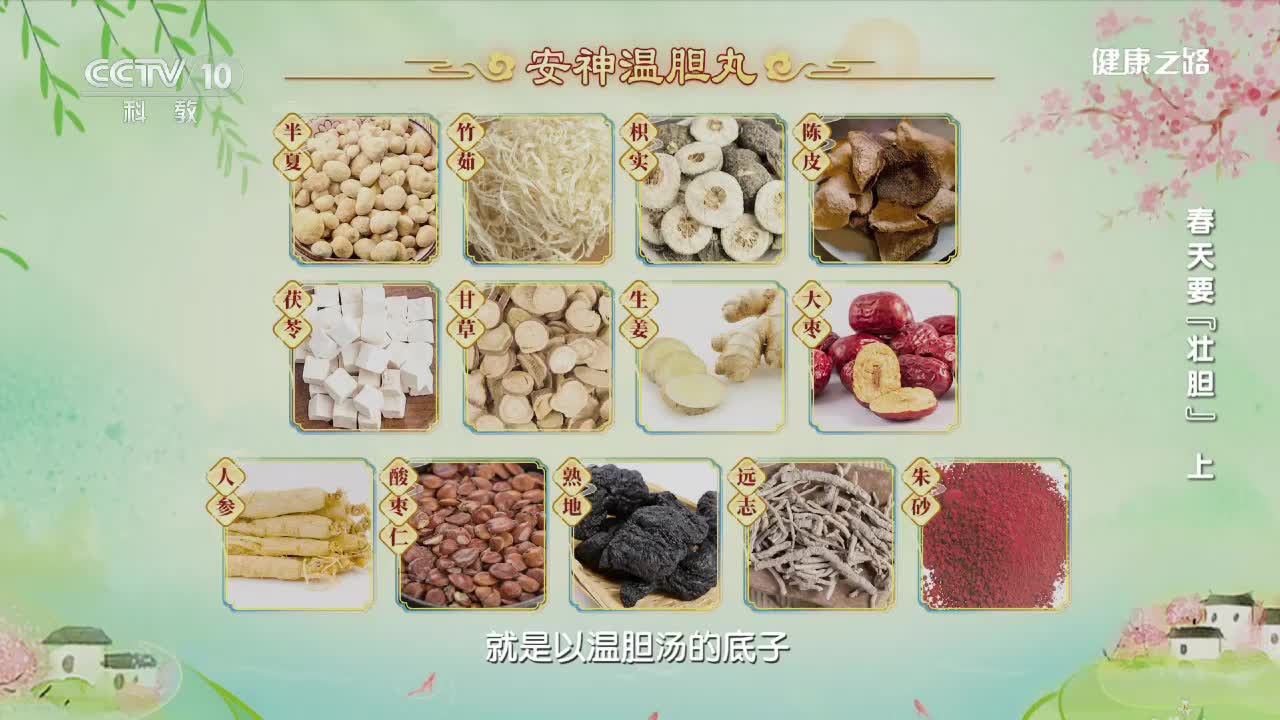 CCTV 10
科教
安神温胆丸
健康之路
半夏
竹茹
枳实
陈皮
茯苓
甘草
生姜
大枣
人参
酸枣仁
熟地
远志
朱砂
春天要『壮胆』 上
就是以温胆汤的底子